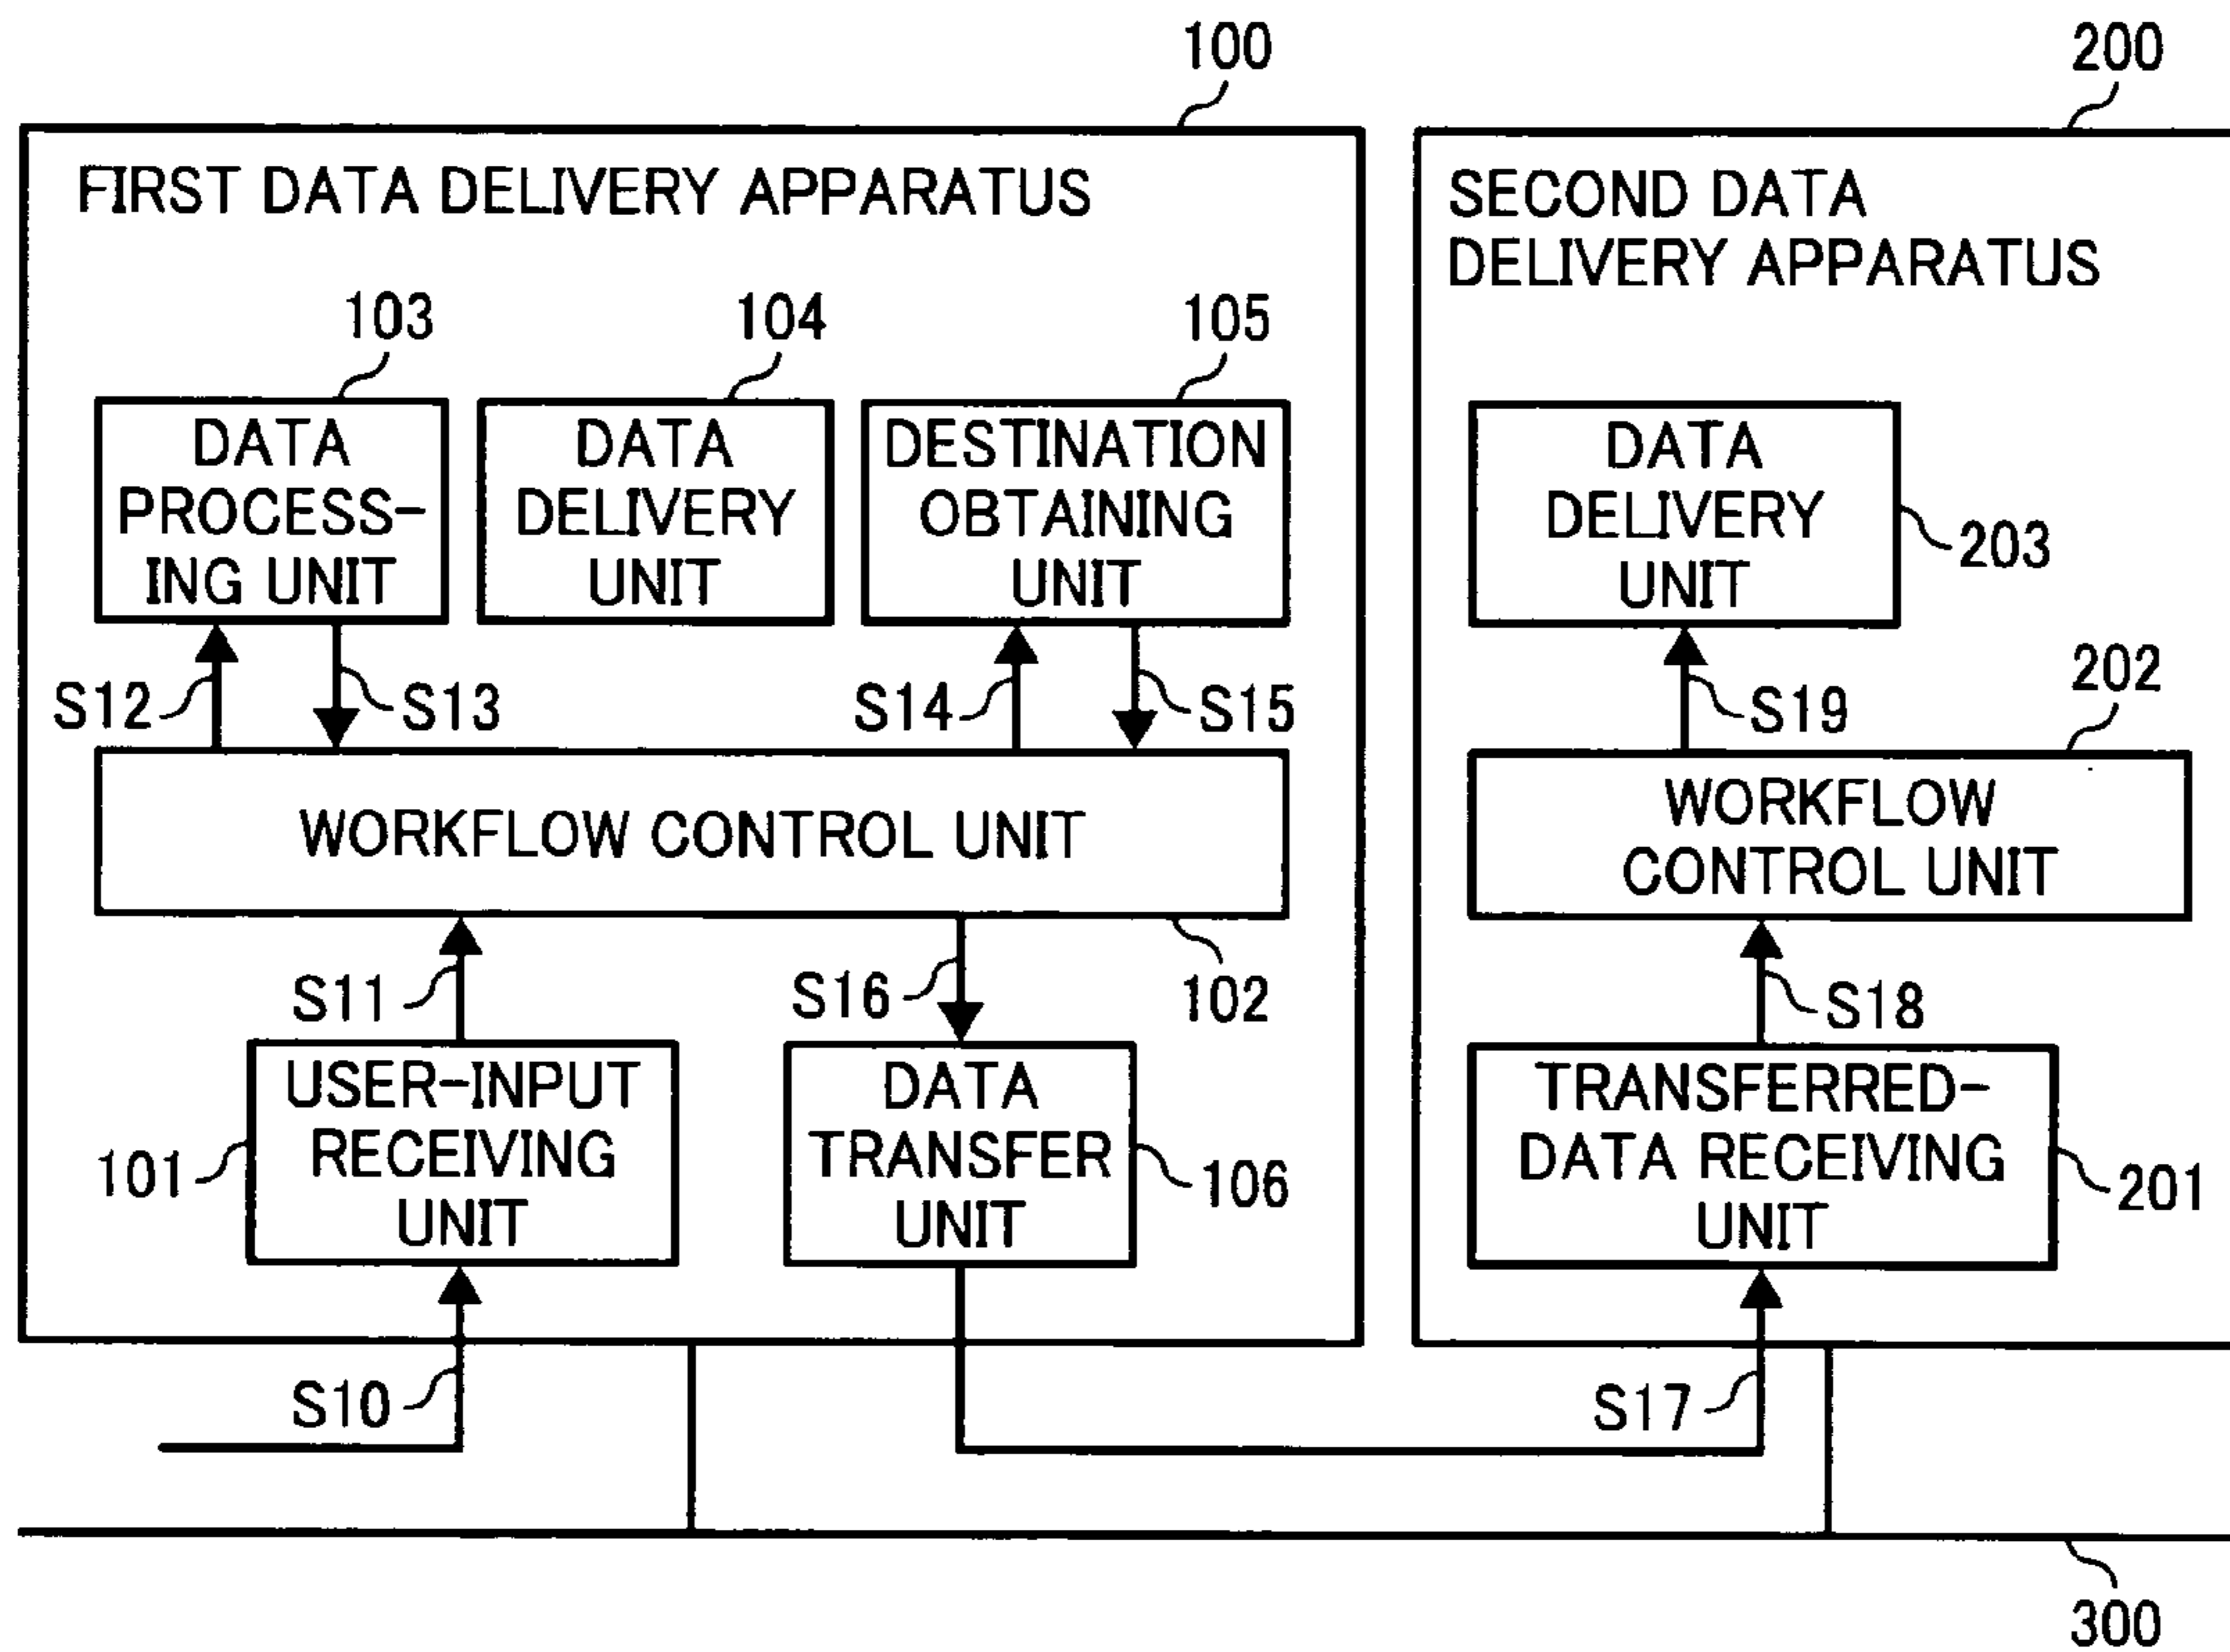 100
200
FIRST DATA DELIVERY APPARATUS
SECOND DATA
DELIVERY APPARATUS
103
104
105
DATA
PROCESS-
ING UNIT
DATA
DELIVERY
UNIT
DESTINATION
OBTAINING
UNIT
DATA
DELIVERY
UNIT
203
S12
S13
S14
S15
S19
202
WORKFLOW CONTROL UNIT
WORKFLOW
CONTROL UNIT
S11
S16
102
S18
USER-INPUT
RECEIVING
UNIT
101
DATA
TRANSFER
UNIT
106
TRANSFERRED-
DATA RECEIVING
UNIT
201
S10
S17
300